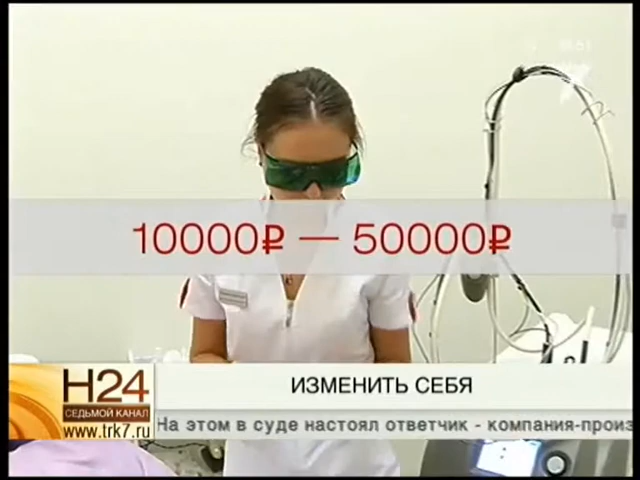 10000₽ — 50000₽
Н24
СЕДЬМОЙ КАНАЛ
www.trk7.ru
ИЗМЕНИТЬ СЕБЯ
На этом в суде настоял ответчик - компания-произ